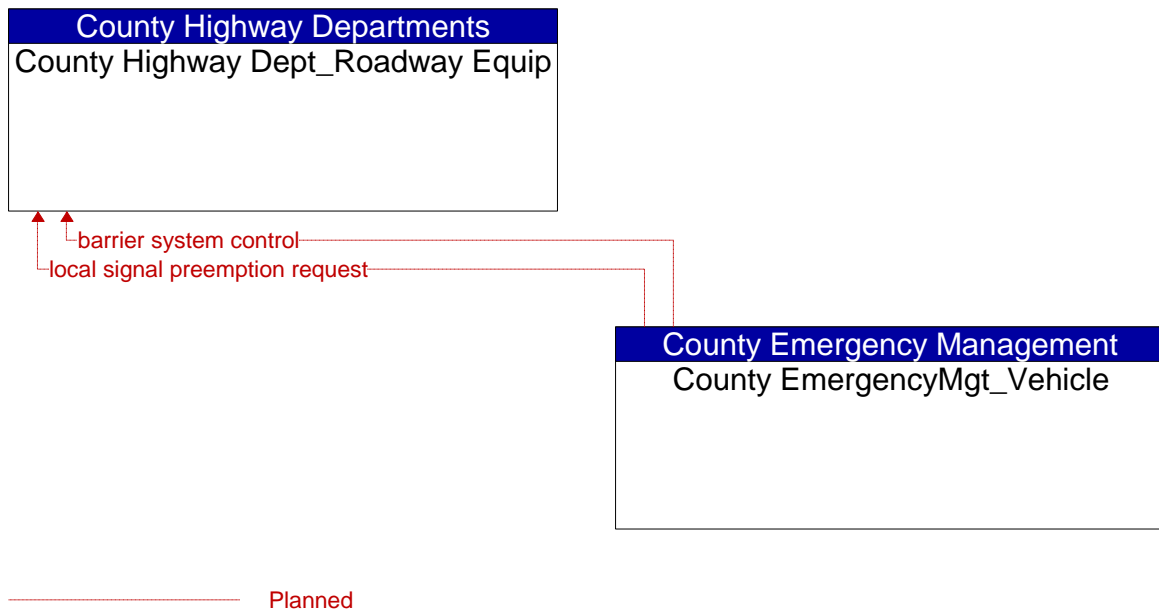 County Highway Departments
County Highway Dept_Roadway Equip
barrier system control
local signal preemption request
County Emergency Management
County EmergencyMgt_Vehicle
Planned